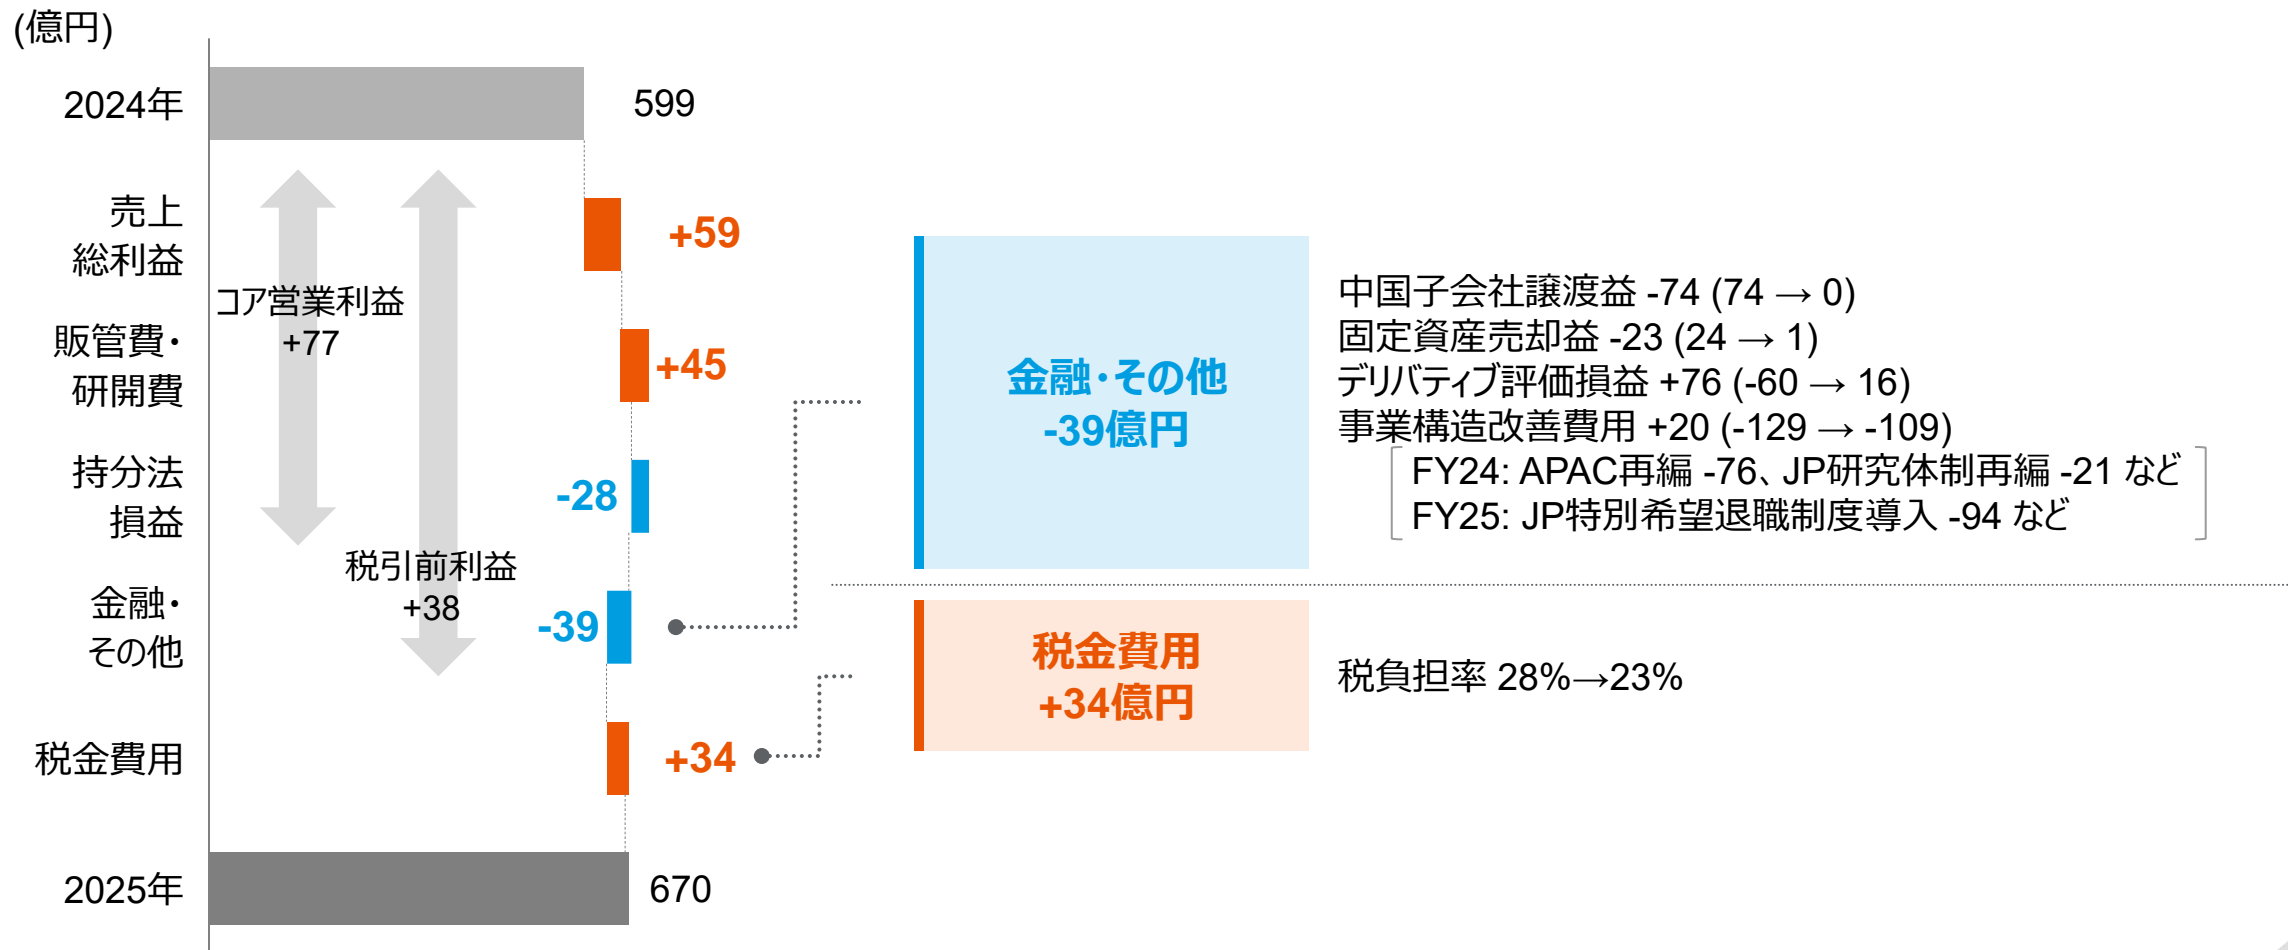 (億円)
2024年
599
売上
総利益
+59
コア営業利益
+77
販管費・
研開費
+45
持分法
損益
-28
税引前利益
+38
金融・
その他
-39
税金費用
+34
2025年
670
金融・その他
-39億円
中国子会社譲渡益 -74 (74 → 0)
固定資産売却益 -23 (24 → 1)
デリバティブ評価損益 +76 (-60 → 16)
事業構造改善費用 +20 (-129 → -109)
FY24: APAC再編 -76、JP研究体制再編 -21 など
FY25: JP特別希望退職制度導入 -94 など
税金費用
+34億円
税負担率 28%→23%